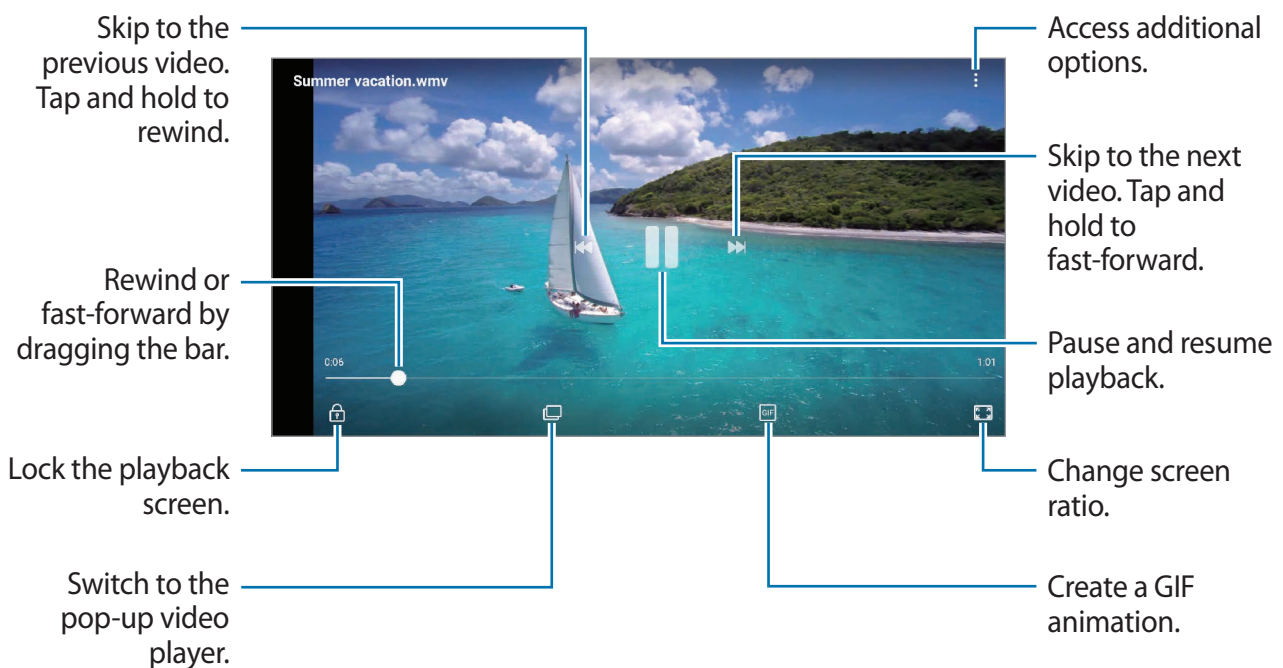 Skip to the
previous video.
Tap and hold to
rewind.
Access additional
options.
Summer vacation.wmv
Skip to the next
video. Tap and
hold to
fast-forward.
Rewind or
fast-forward by
dragging the bar.
Pause and resume
playback.
0:06
1:01
GIF
Lock the playback
screen.
Change screen
ratio.
Switch to the
pop-up video
player.
Create a GIF
animation.